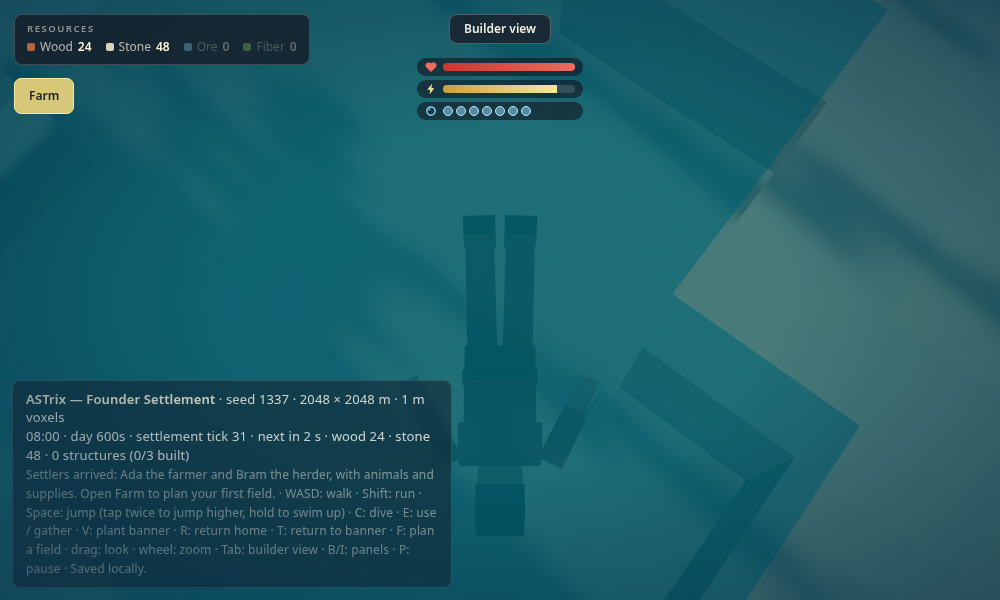 RESOURCES
Wood 24 Stone 48 Ore 0 Fiber 0
Builder view
Farm
ASTrix — Founder Settlement · seed 1337 · 2048 × 2048 m · 1 m
voxels
08:00 · day 600s · settlement tick 31 · next in 2 s · wood 24 · stone
48 · 0 structures (0/3 built)
Settlers arrived: Ada the farmer and Bram the herder, with animals and
supplies. Open Farm to plan your first field. · WASD: walk · Shift: run ·
Space: jump (tap twice to jump higher, hold to swim up) · C: dive · E: use
/ gather · V: plant banner · R: return home · T: return to banner · F: plan
a field · drag: look · wheel: zoom · Tab: builder view · B/I: panels · P:
pause · Saved locally.